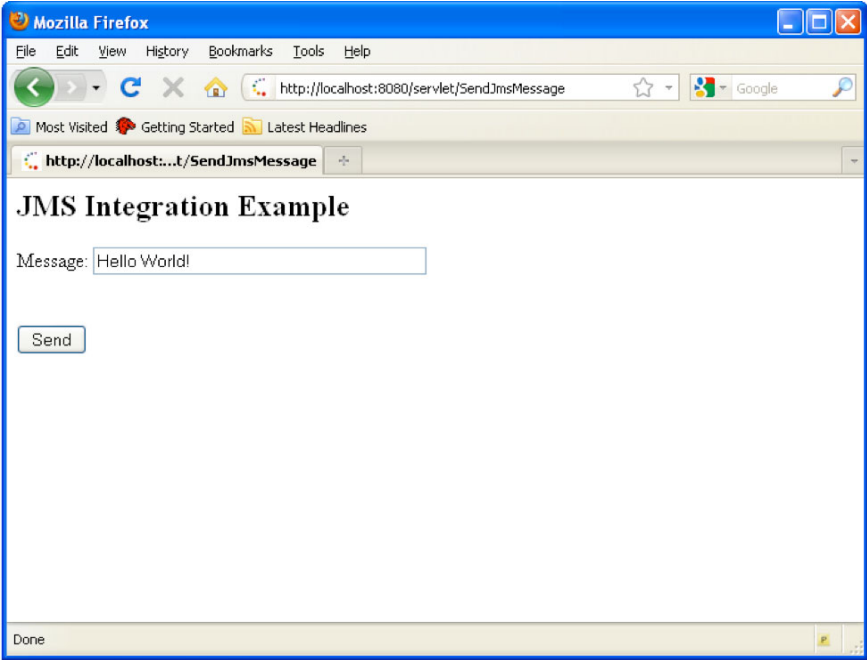 Mozilla Firefox
File Edit View History Bookmarks Tools Help
http://localhost:8080/servlet/SendJmsMessage Google
Most Visited Getting Started Latest Headlines
http://localhost:...t/SendJmsMessage
JMS Integration Example
Message: Hello World!
Send
Done